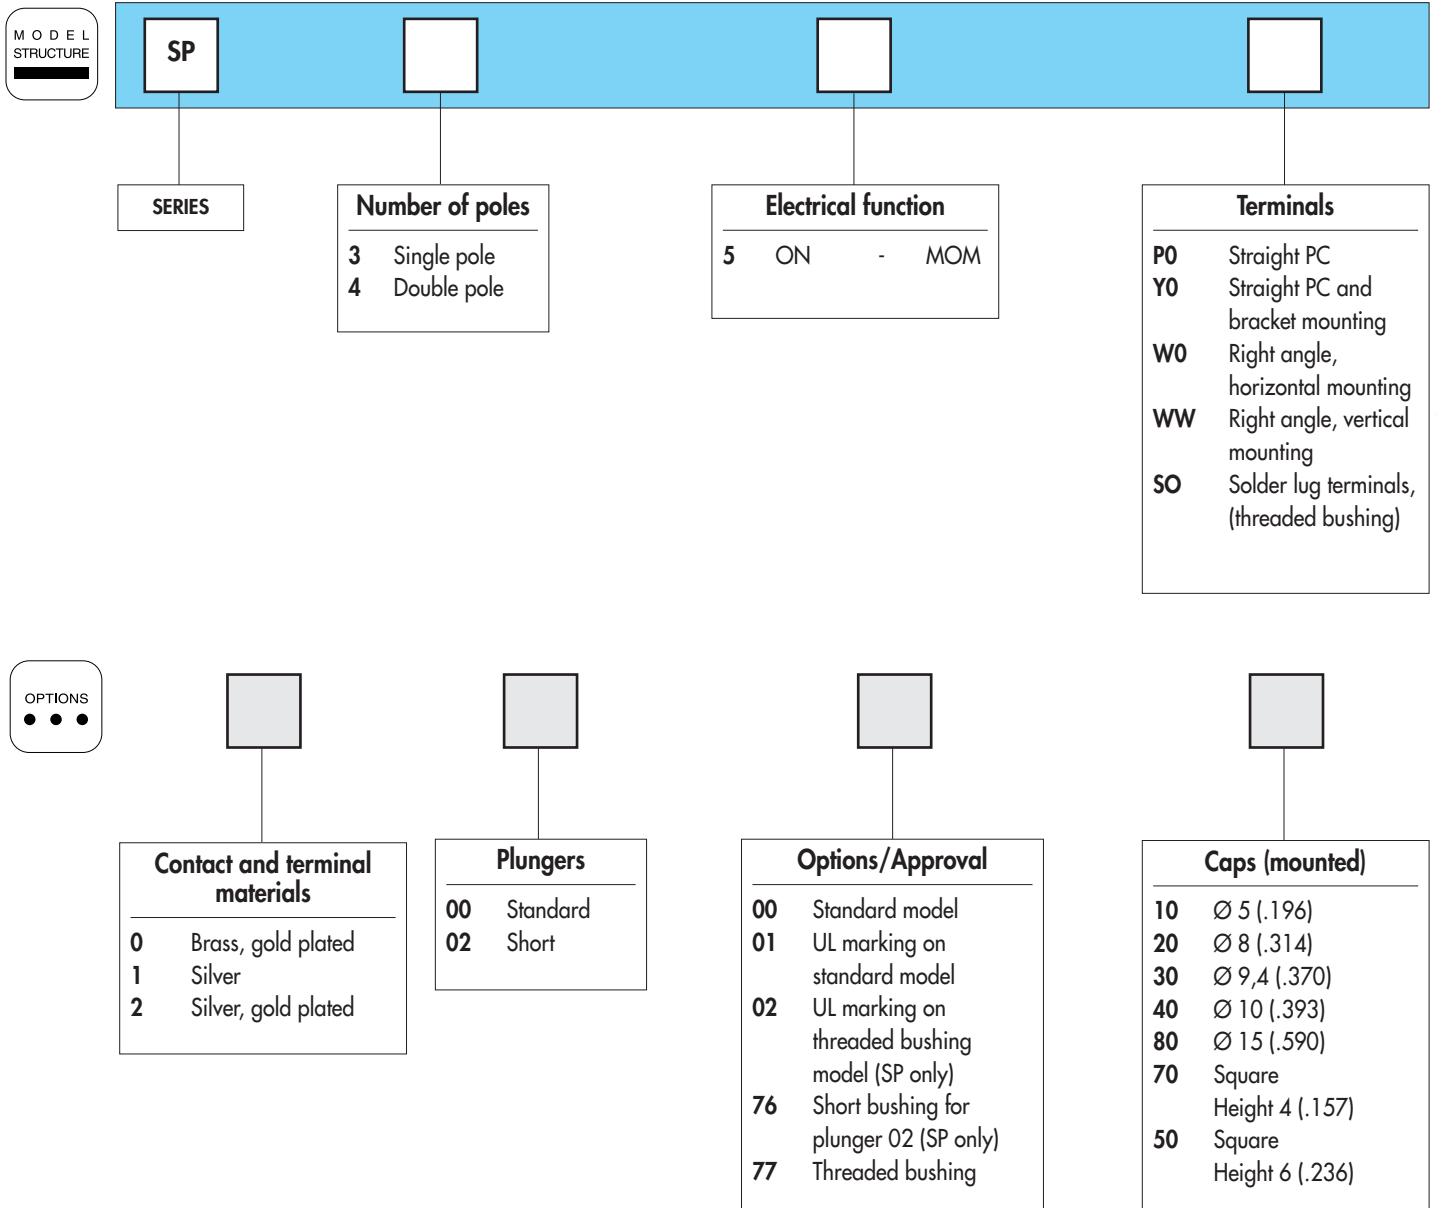 MODEL
STRUCTURE
SP
SERIES
Number of poles
3 Single pole
4 Double pole
Electrical function
5 ON - MOM
Terminals
P0 Straight PC
Y0 Straight PC and
bracket mounting
W0 Right angle,
horizontal mounting
WW Right angle, vertical
mounting
SO Solder lug terminals,
(threaded bushing)
OPTIONS
Contact and terminal
materials
0 Brass, gold plated
1 Silver
2 Silver, gold plated
Plungers
00 Standard
02 Short
Options/Approval
00 Standard model
01 UL marking on
standard model
02 UL marking on
threaded bushing
model (SP only)
76 Short bushing for
plunger 02 (SP only)
77 Threaded bushing
Caps (mounted)
10 Ø 5 (.196)
20 Ø 8 (.314)
30 Ø 9,4 (.370)
40 Ø 10 (.393)
80 Ø 15 (.590)
70 Square
Height 4 (.157)
50 Square
Height 6 (.236)